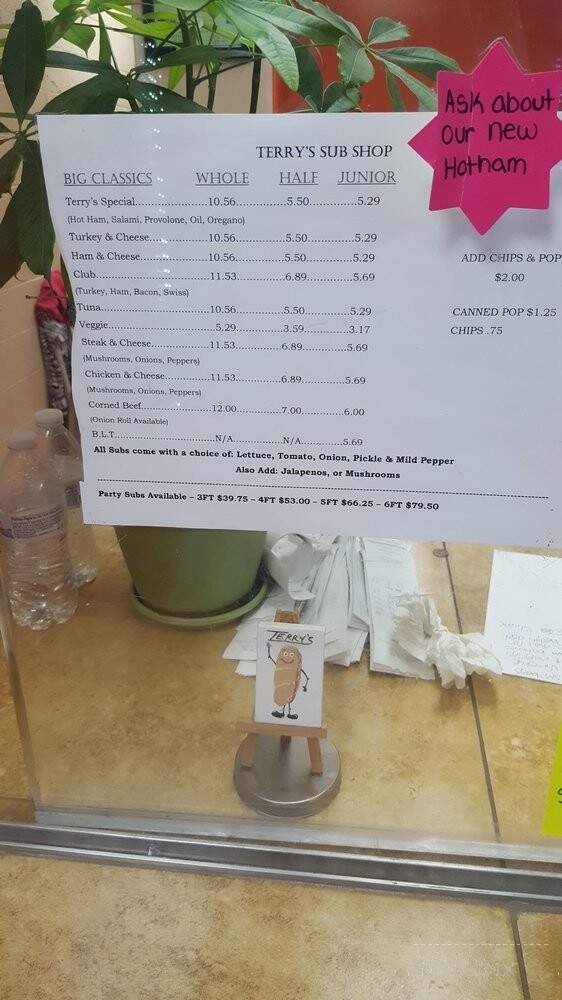 Ask about
our new
Hotham
TERRY'S SUB SHOP
BIG CLASSICS WHOLE HALF JUNIOR
Terry's Special..................10.56..............5.50.............5.29
(Hot Ham, Salami, Provolone, Oil, Oregano)
Turkey & Cheese...............10.56..............5.50.............5.29
Ham & Cheese...................10.56..............5.50.............5.29
Club....................................11.53..............6.89.............5.69
(Turkey, Ham, Bacon, Swiss)
Tuna...................................10.56..............5.50.............5.29
Veggie.................................5.29...............3.59.............3.17
Steak & Cheese..................11.53..............6.89.............5.69
(Mushrooms, Onions, Peppers)
Chicken & Cheese..............11.53..............6.89.............5.69
(Mushrooms, Onions, Peppers)
Corned Beef.......................12.00..............7.00.............6.00
(Onion Roll Available)
B.L.T...................................N/A...............N/A..............5.69
All Subs come with a choice of: Lettuce, Tomato, Onion, Pickle & Mild Pepper
Also Add: Jalapenos, or Mushrooms
Party Subs Available – 3FT $39.75 – 4FT $53.00 – 5FT $66.25 – 6FT $79.50
ADD CHIPS & POP
$2.00
CANNED POP $1.25
CHIPS .75
TERRY'S